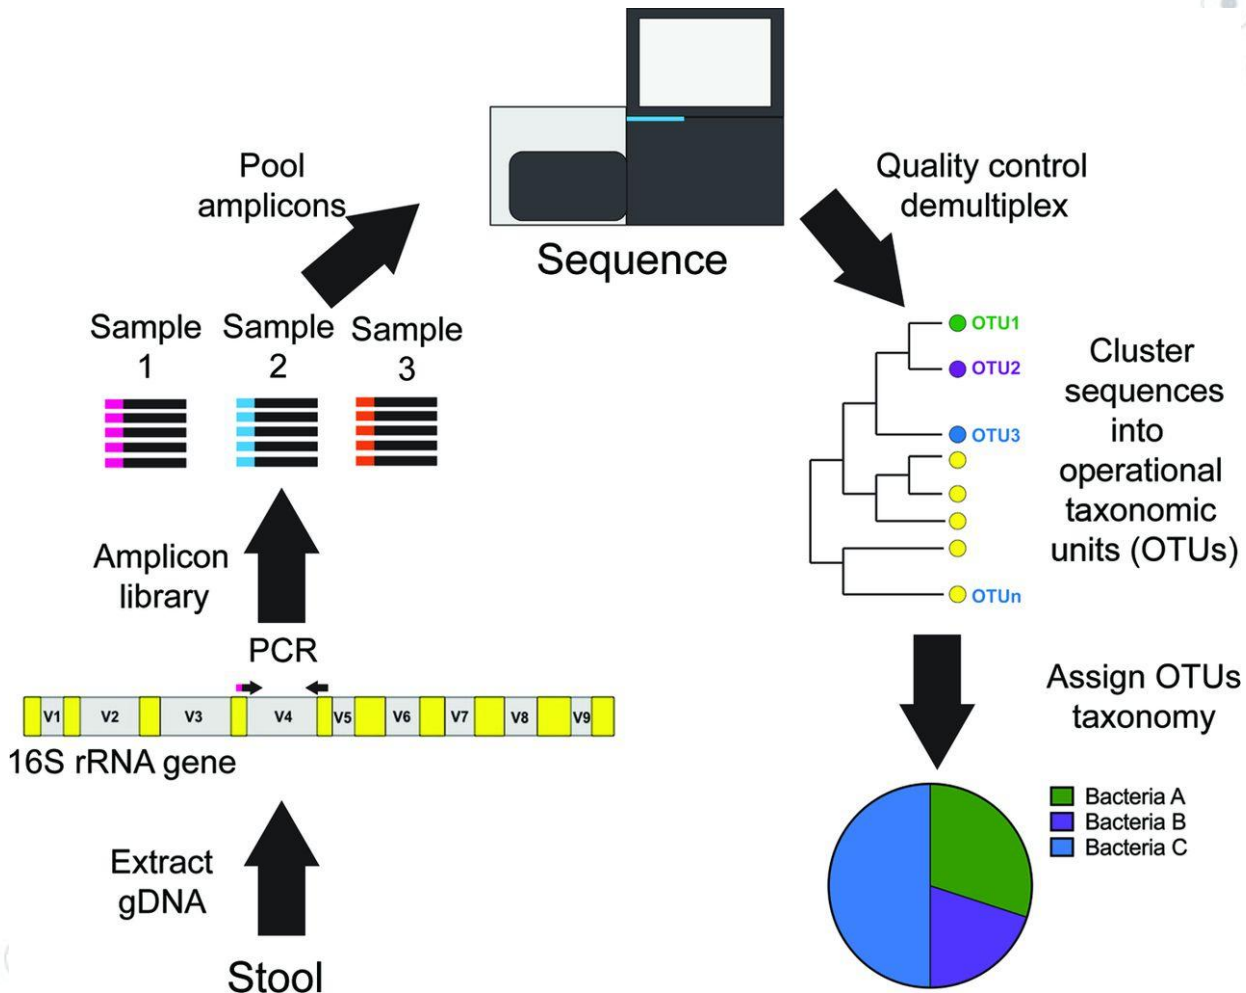 Pool
amplicons
Sequence
Quality control
demultiplex
Sample
1
Sample
2
Sample
3
OTU1
OTU2
OTU3
OTUn
Cluster
sequences
into
operational
taxonomic
units (OTUs)
Amplicon
library
PCR
V1 V2 V3 V4 V5 V6 V7 V8 V9
16S rRNA gene
Assign OTUs
taxonomy
Bacteria A
Bacteria B
Bacteria C
Extract
gDNA
Stool